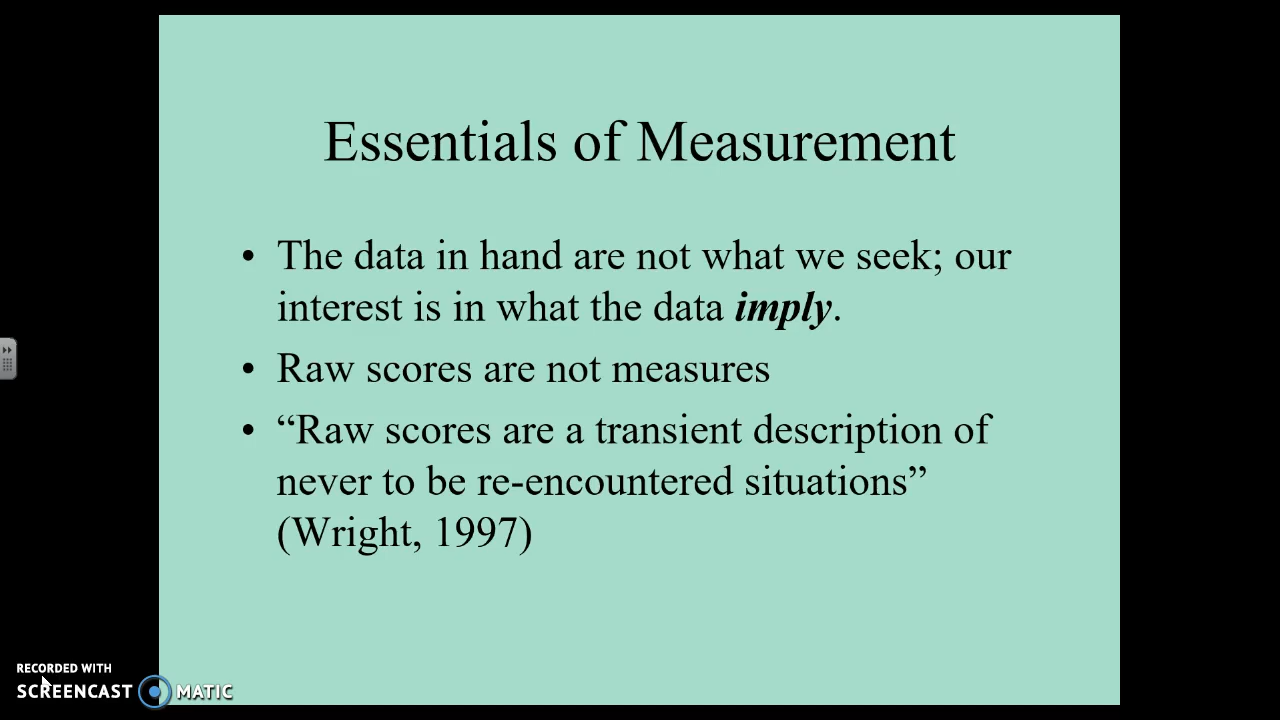 Essentials of Measurement
• The data in hand are not what we seek; our
interest is in what the data imply.
• Raw scores are not measures
• “Raw scores are a transient description of
never to be re-encountered situations”
(Wright, 1997)
RECORDED WITH
SCREENCAST MATIC